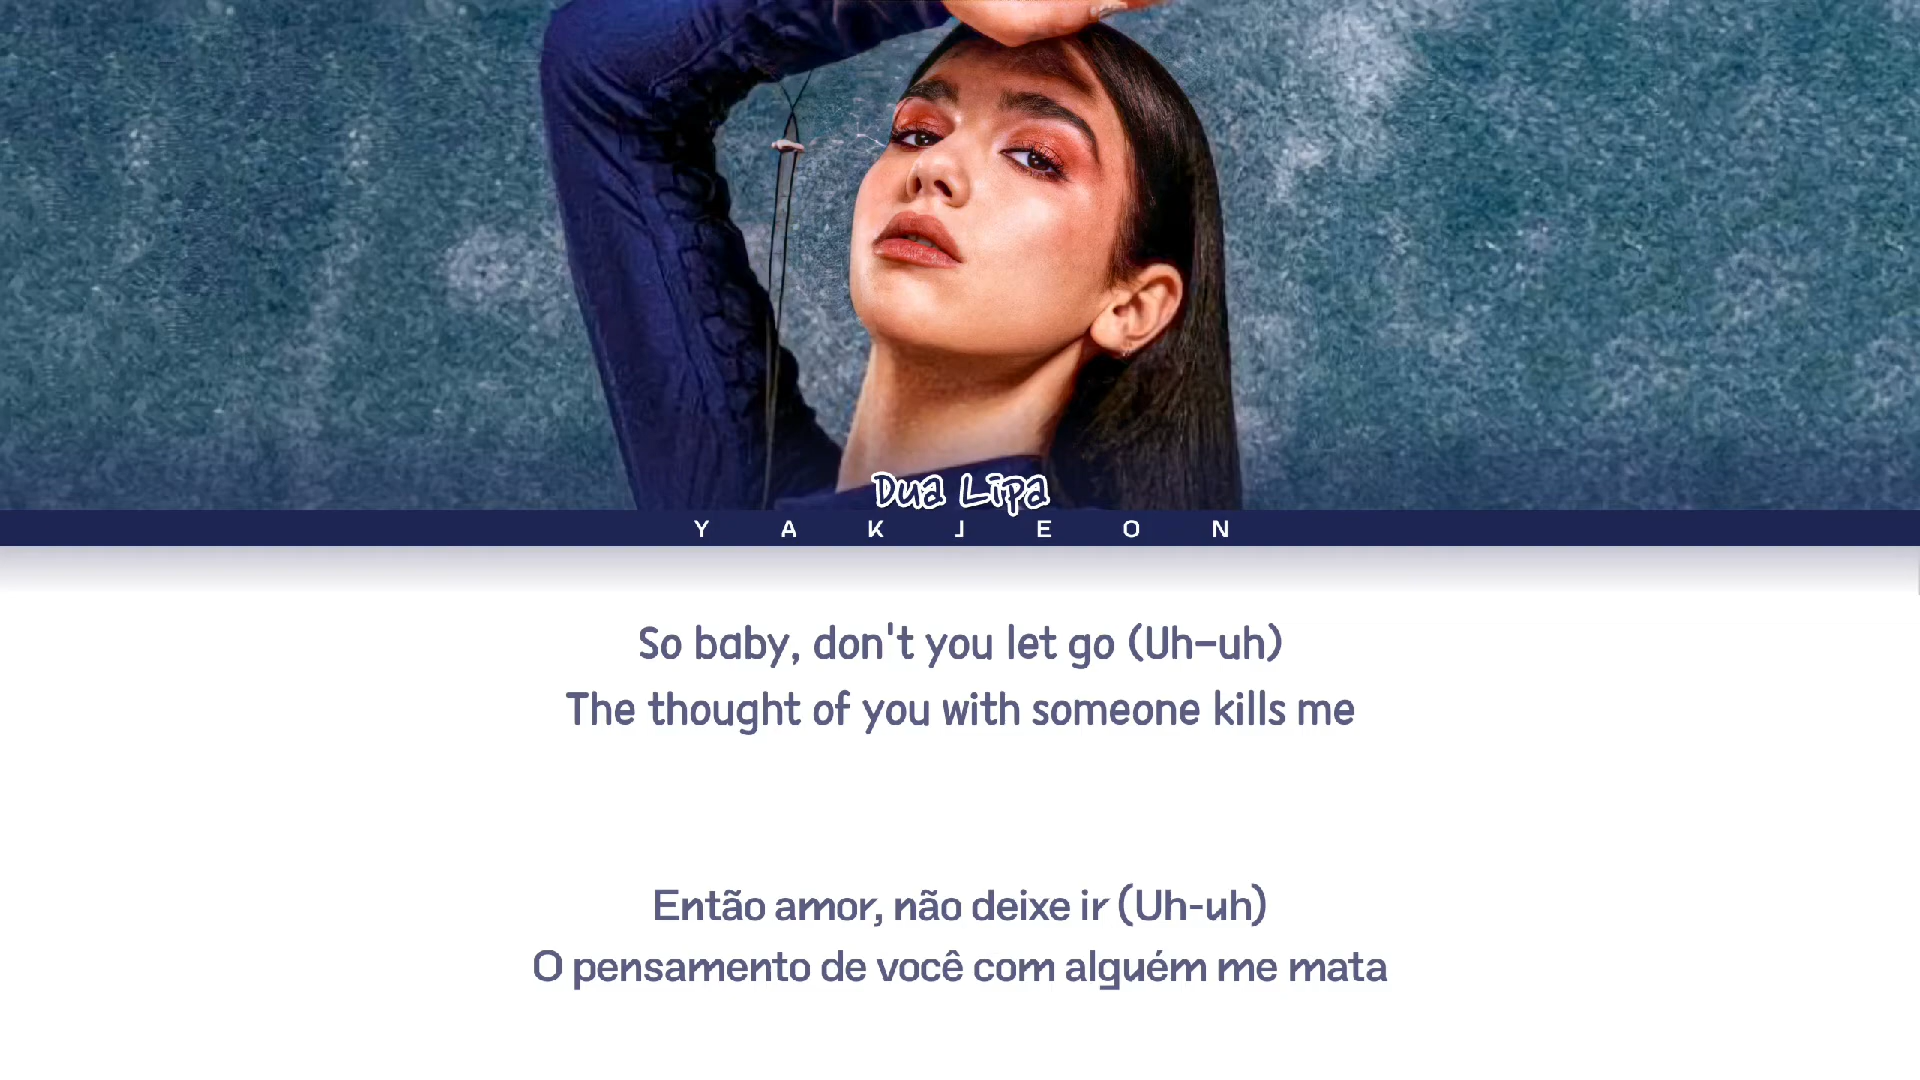 Dua Lipa
YAKJEON
So baby, don't you let go (Uh-uh)
The thought of you with someone kills me
Então amor, não deixe ir (Uh-uh)
O pensamento de você com alguém me mata